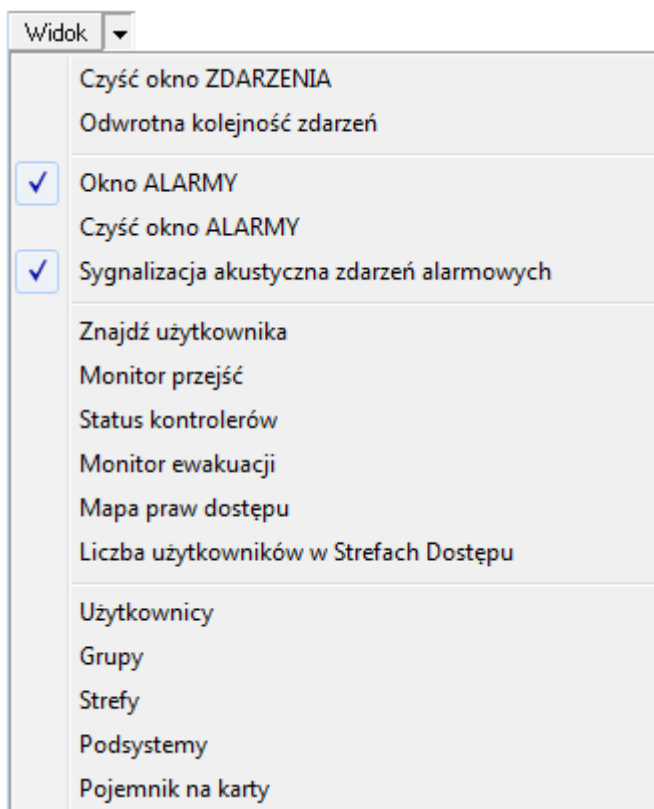 Widok
Czyść okno ZDARZENIA
Odwrotna kolejność zdarzeń
Okno ALARMY
Czyść okno ALARMY
Sygnalizacja akustyczna zdarzeń alarmowych
Znajdź użytkownika
Monitor przejść
Status kontrolerów
Monitor ewakuacji
Mapa praw dostępu
Liczba użytkowników w Strefach Dostępu
Użytkownicy
Grupy
Strefy
Podsystemy
Pojemnik na karty